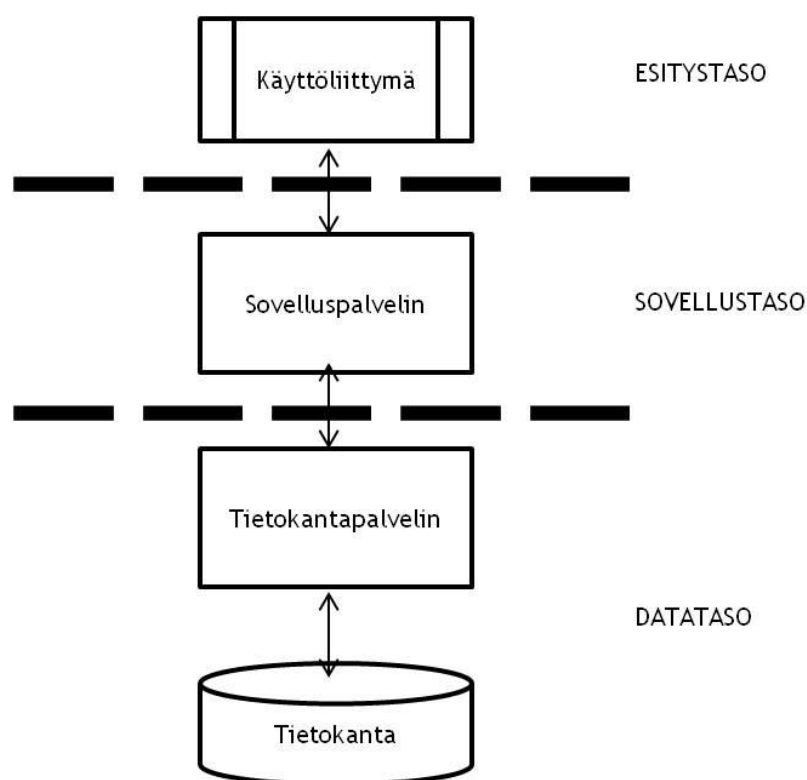 Käyttöliittymä
ESITYSTASO
Sovelluspalvelin
SOVELLUSTASO
Tietokantapalvelin
DATATASO
Tietokanta